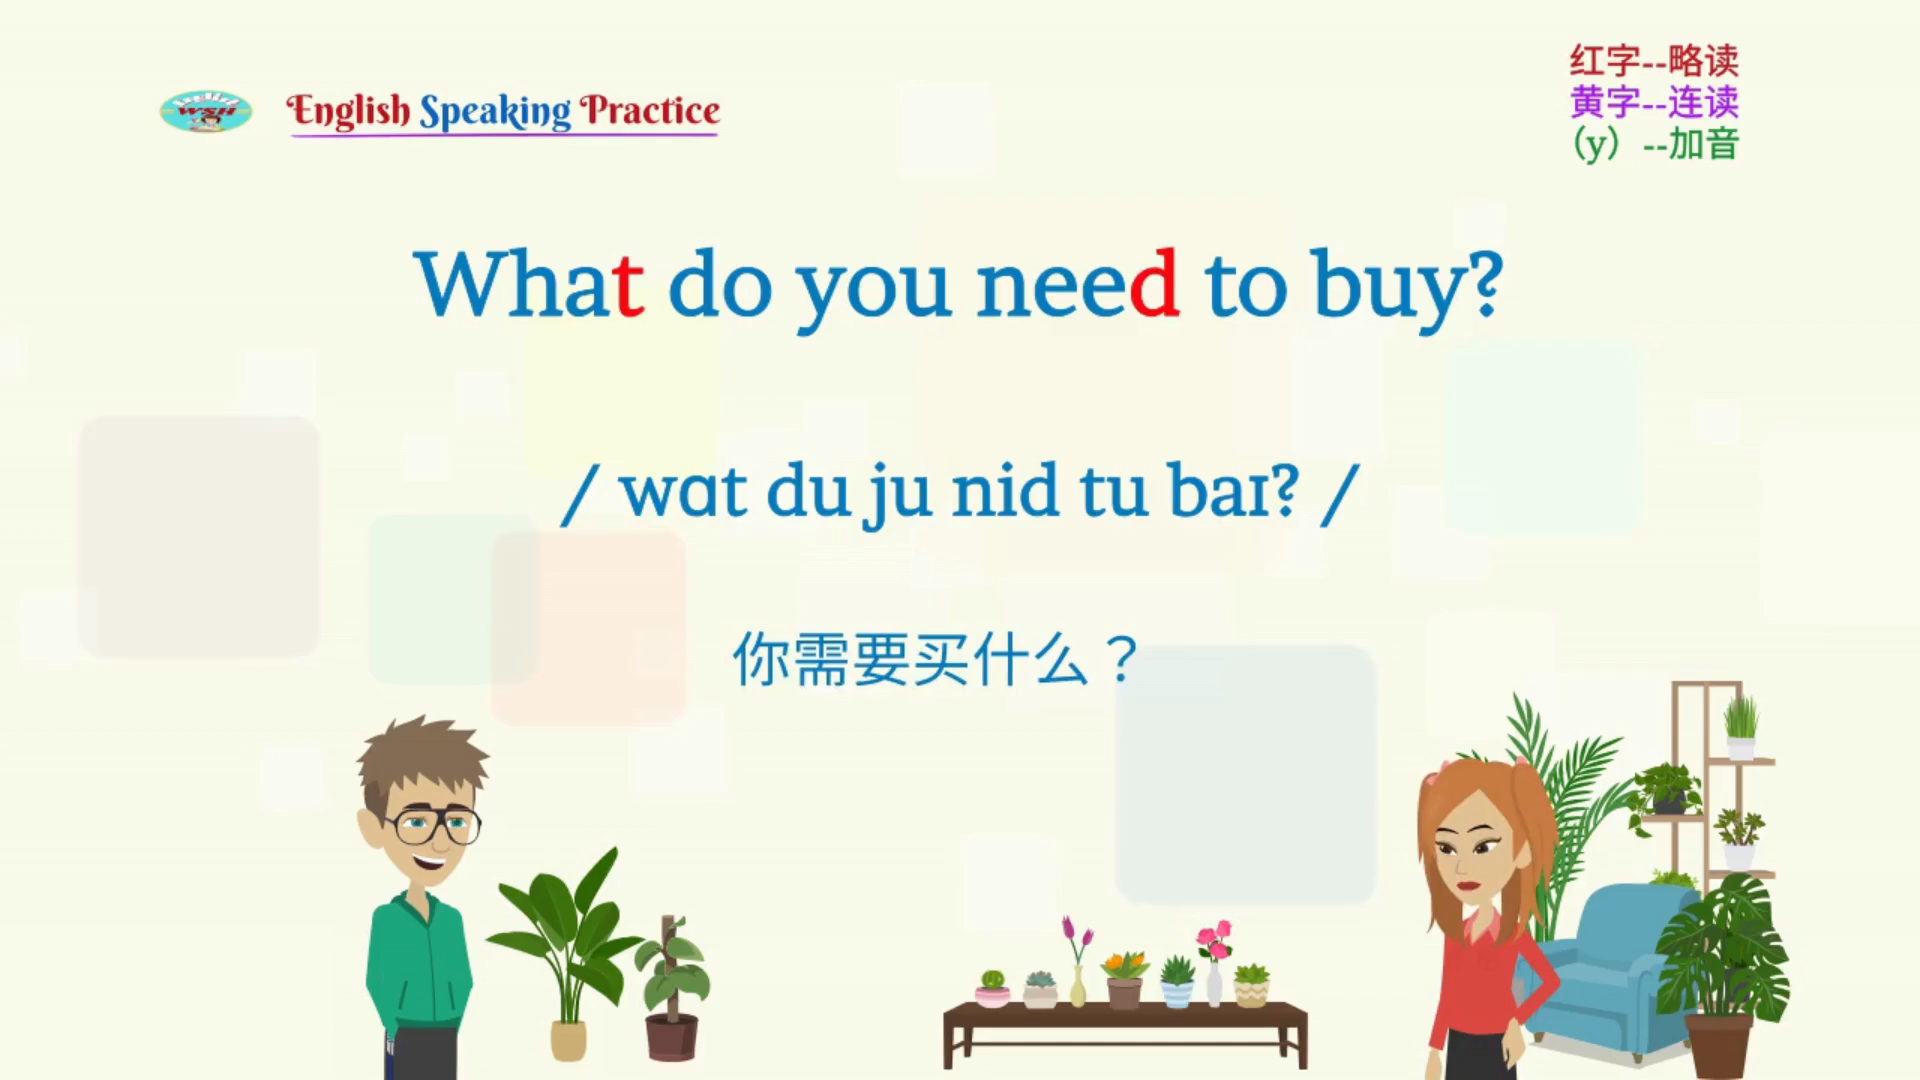 WSH
English Speaking Practice
红字--略读
黄字--连读
（y）--加音
What do you need to buy?
/ wɑt du ju nid tu baɪ? /
你需要买什么？